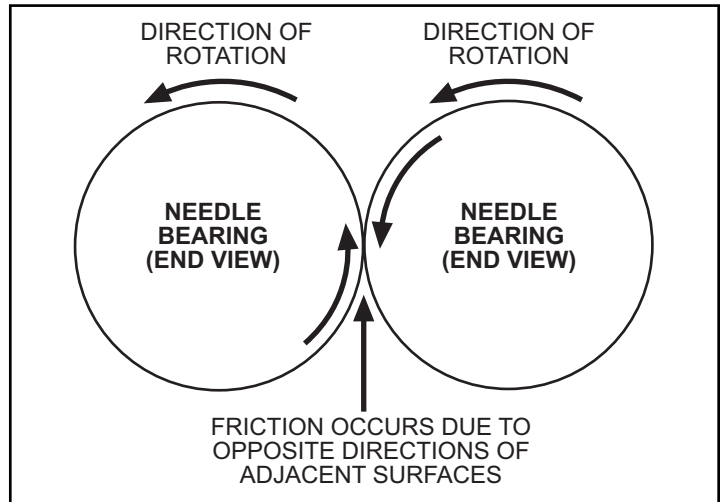 DIRECTION OF
ROTATION
DIRECTION OF
ROTATION
NEEDLE
BEARING
(END VIEW)
NEEDLE
BEARING
(END VIEW)
FRICTION OCCURS DUE TO
OPPOSITE DIRECTIONS OF
ADJACENT SURFACES